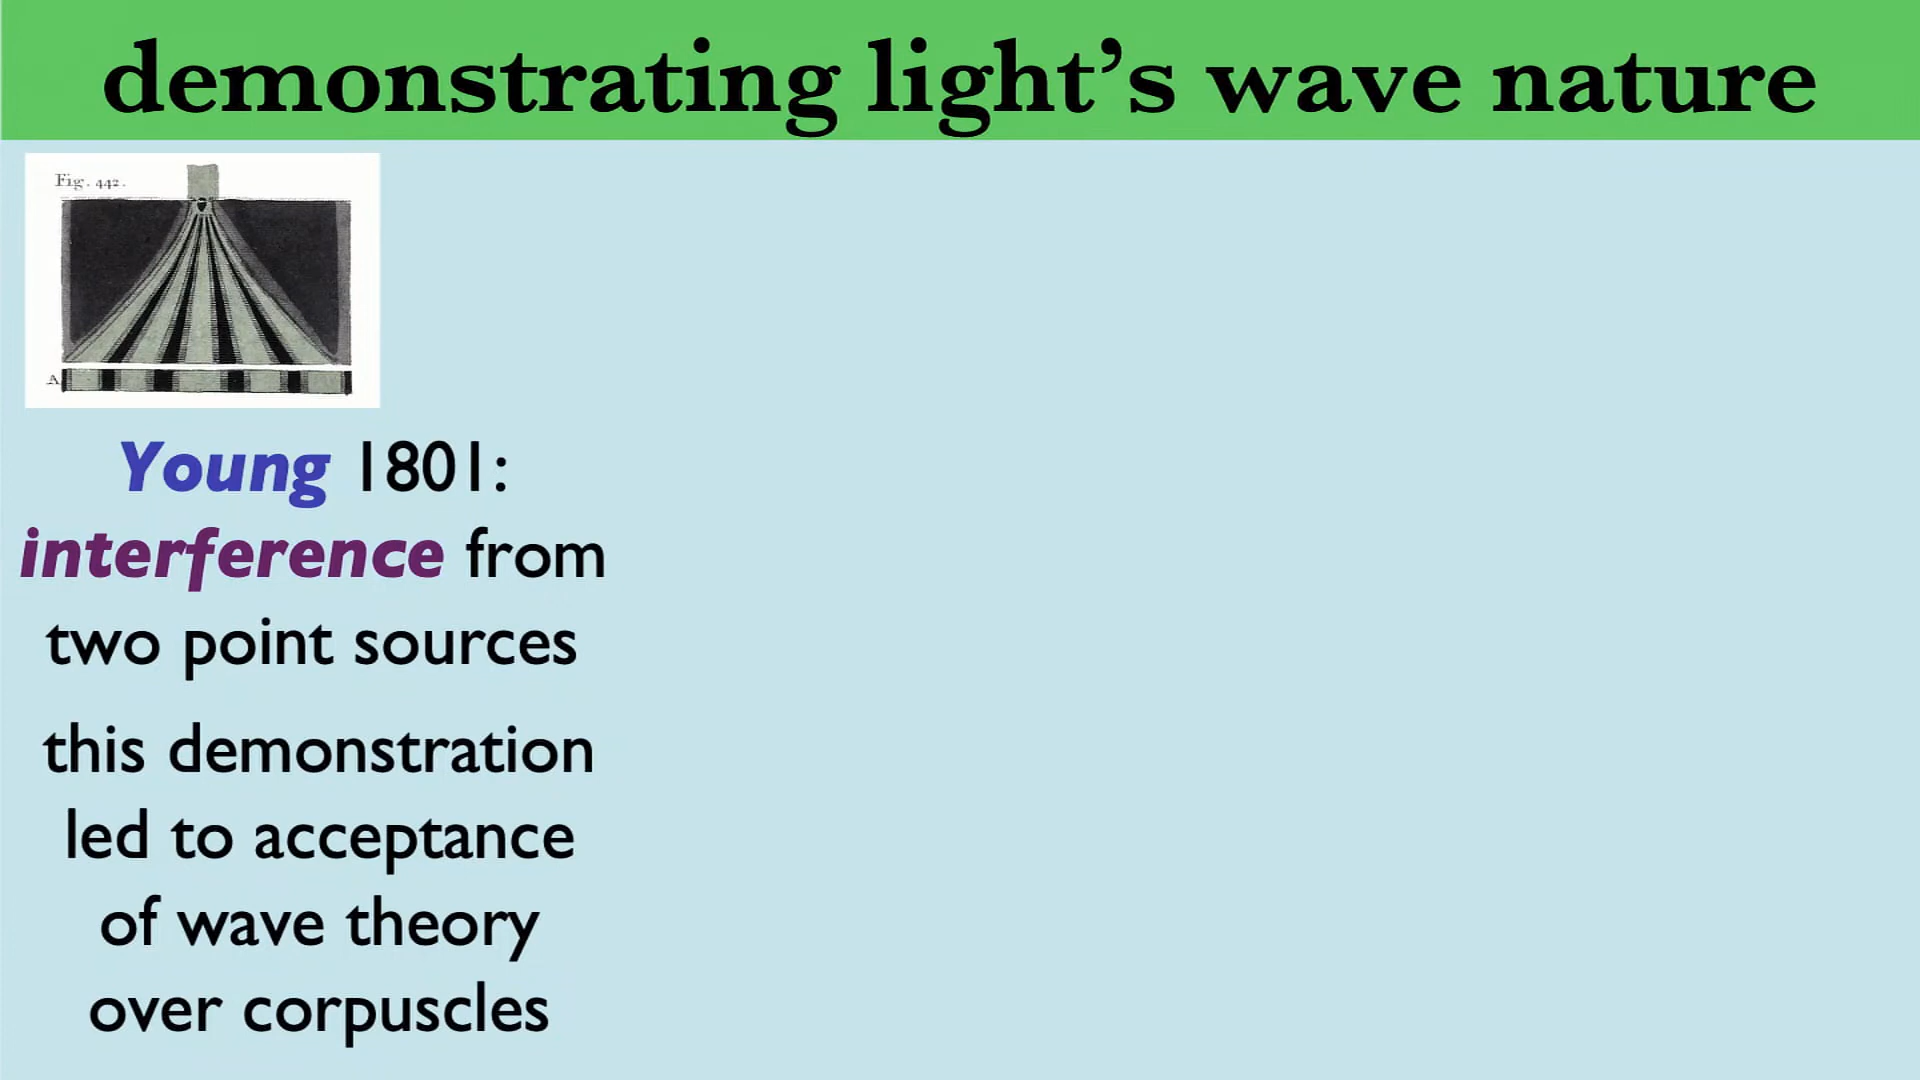 demonstrating light’s wave nature
Fig. 442.
A
Young 1801:
interference from
two point sources
this demonstration
led to acceptance
of wave theory
over corpuscles